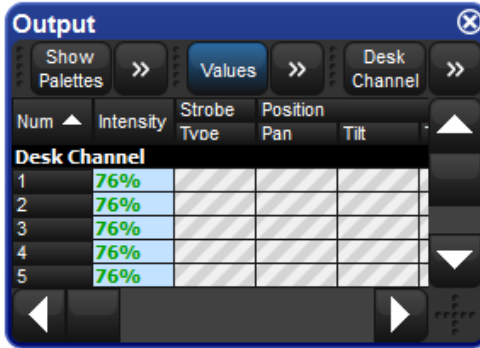 Output
Show Palettes » Values » Desk Channel »
Num Intensity Strobe Position
Type Pan Tilt
Desk Channel
1 76%
2 76%
3 76%
4 76%
5 76%